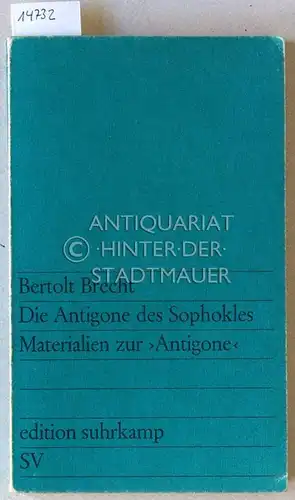 14732
ANTIQUARIAT
© ·HINTER·DER·
STADTMAUER
Bertolt Brecht
Die Antigone des Sophokles
Materialien zur ›Antigone‹
edition suhrkamp
SV